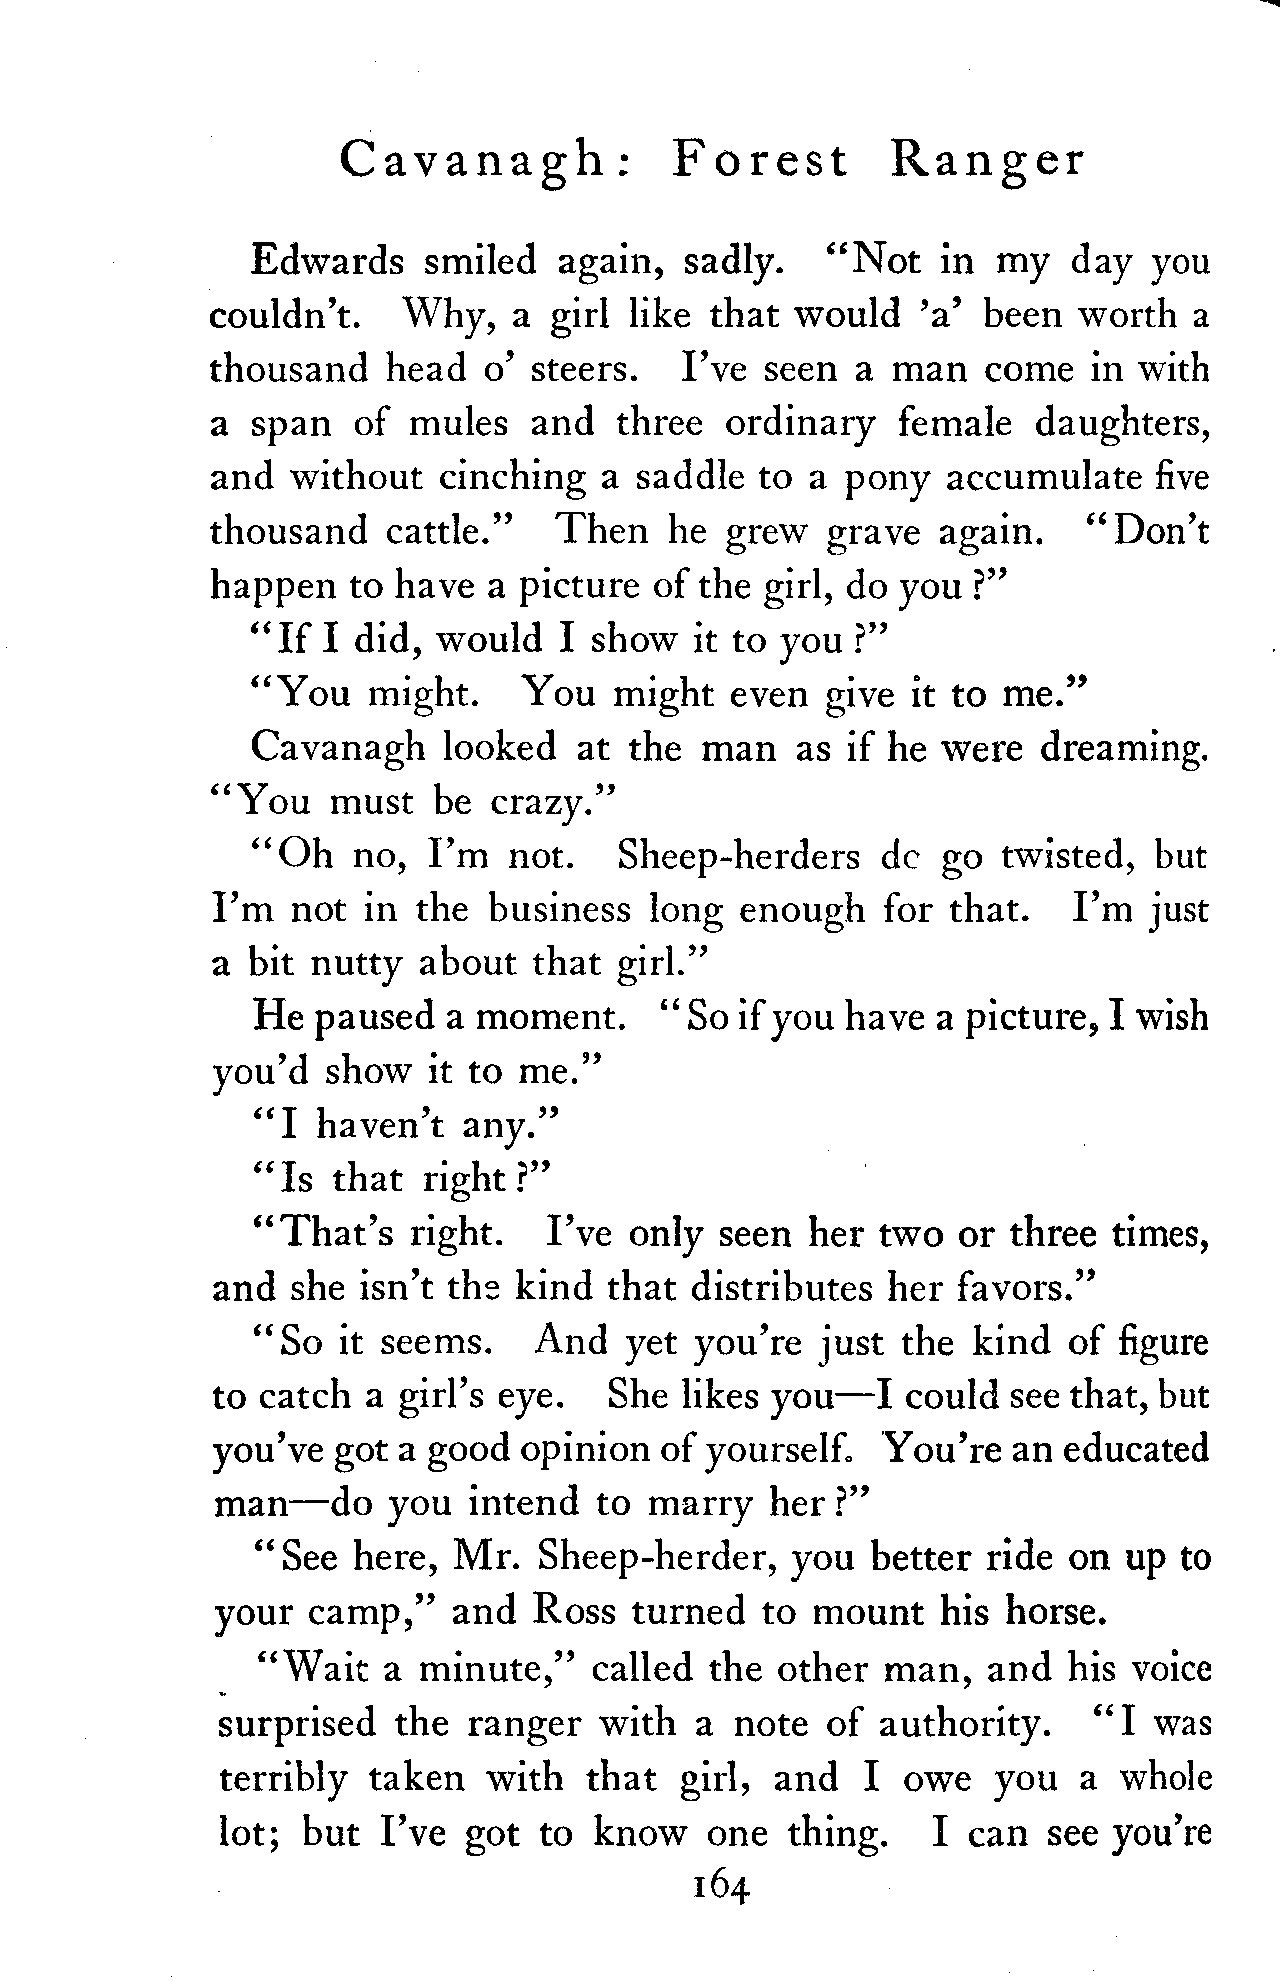 Cavanagh: Forest Ranger
Edwards smiled again, sadly. “Not in my day you
couldn't. Why, a girl like that would 'a' been worth a
thousand head o' steers. I've seen a man come in with
a span of mules and three ordinary female daughters,
and without cinching a saddle to a pony accumulate five
thousand cattle.” Then he grew grave again. “Don't
happen to have a picture of the girl, do you?”
“If I did, would I show it to you?”
“You might. You might even give it to me.”
Cavanagh looked at the man as if he were dreaming.
“You must be crazy.”
“Oh no, I'm not. Sheep-herders do go twisted, but
I'm not in the business long enough for that. I'm just
a bit nutty about that girl.”
He paused a moment. “So if you have a picture, I wish
you'd show it to me.”
“I haven't any.”
“Is that right?”
“That's right. I've only seen her two or three times,
and she isn't the kind that distributes her favors.”
“So it seems. And yet you're just the kind of figure
to catch a girl's eye. She likes you—I could see that, but
you've got a good opinion of yourself. You're an educated
man—do you intend to marry her?”
“See here, Mr. Sheep-herder, you better ride on up to
your camp,” and Ross turned to mount his horse.
“Wait a minute,” called the other man, and his voice
surprised the ranger with a note of authority. “I was
terribly taken with that girl, and I owe you a whole
lot; but I've got to know one thing. I can see you're
164